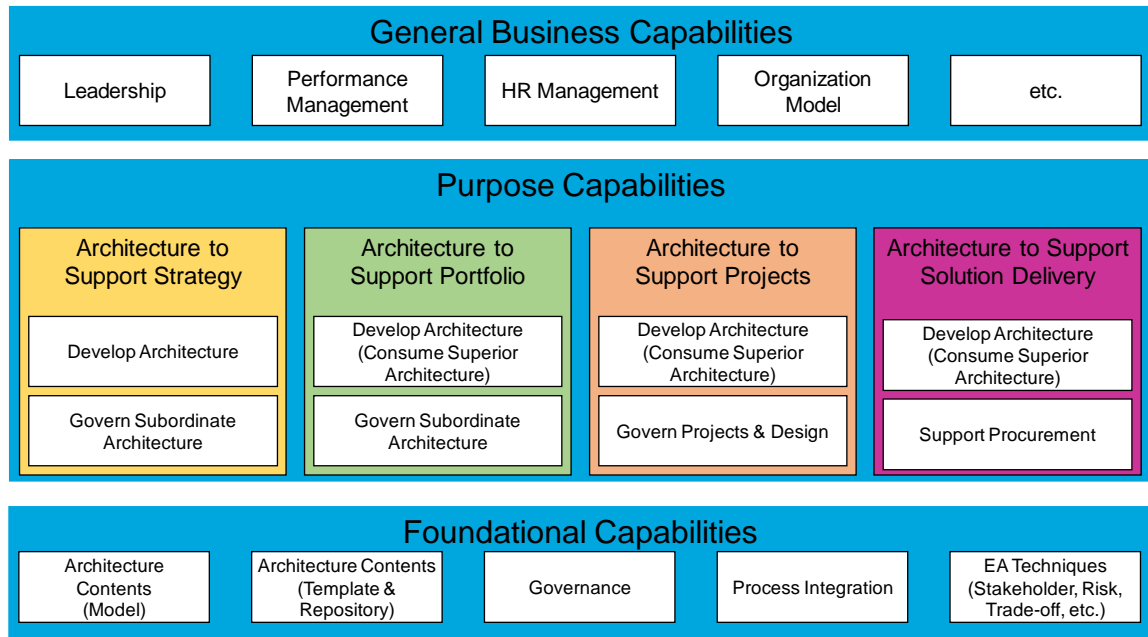 General Business Capabilities
Leadership
Performance
Management
HR Management
Organization
Model
etc.
Purpose Capabilities
Architecture to
Support Strategy
Develop Architecture
Govern Subordinate
Architecture
Architecture to
Support Portfolio
Develop Architecture
(Consume Superior
Architecture)
Govern Subordinate
Architecture
Architecture to
Support Projects
Develop Architecture
(Consume Superior
Architecture)
Govern Projects & Design
Architecture to Support
Solution Delivery
Develop Architecture
(Consume Superior
Architecture)
Support Procurement
Foundational Capabilities
Architecture
Contents
(Model)
Architecture Contents
(Template &
Repository)
Governance
Process Integration
EA Techniques
(Stakeholder, Risk,
Trade-off, etc.)